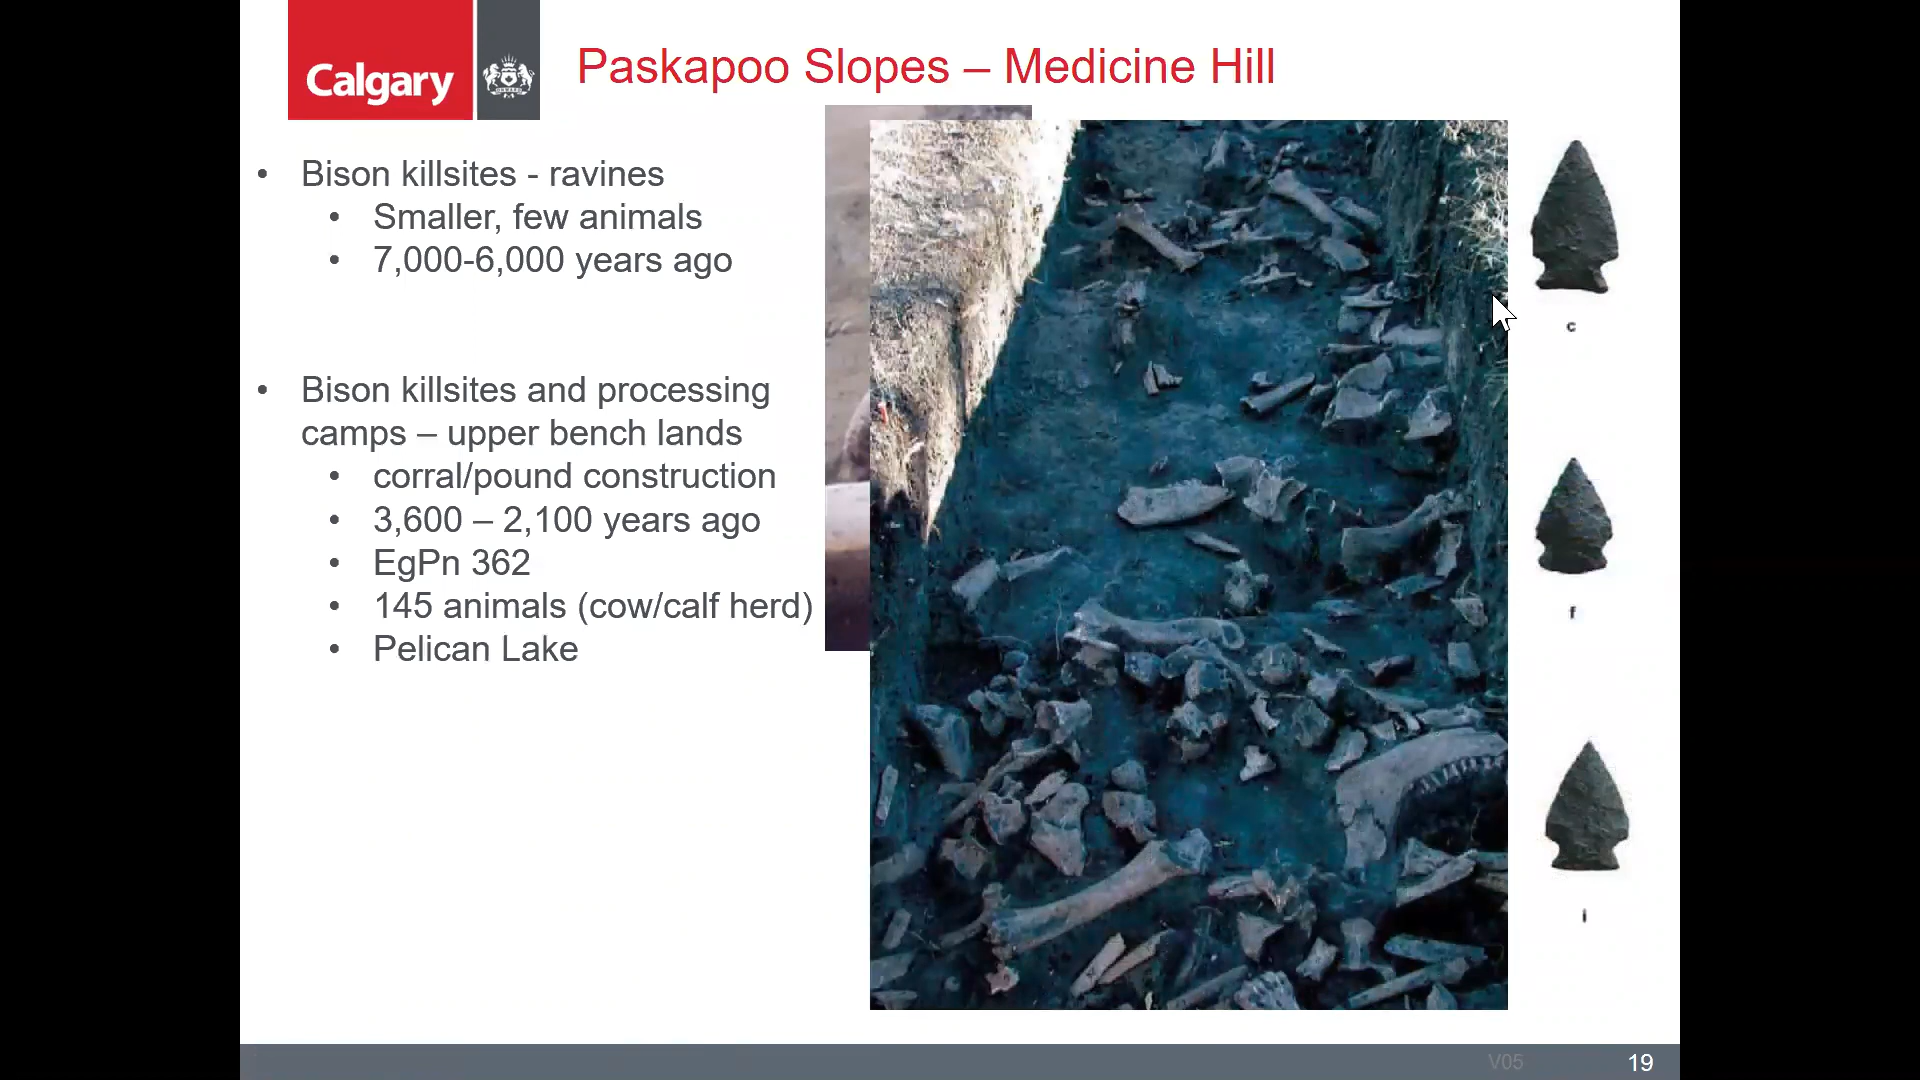 Calgary
ONWARD
Paskapoo Slopes – Medicine Hill
• Bison killsites - ravines
• Smaller, few animals
• 7,000-6,000 years ago
• Bison killsites and processing
camps – upper bench lands
• corral/pound construction
• 3,600 – 2,100 years ago
• EgPn 362
• 145 animals (cow/calf herd)
• Pelican Lake
c
f
i
V05
19